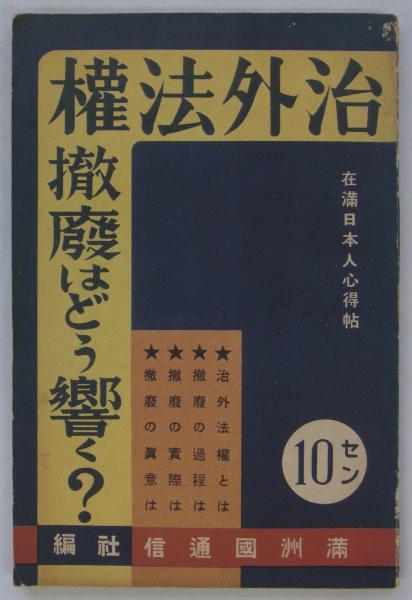 治外法權
撤廢はどう響く?
在滿日本人心得帖
★治外法權とは
★撤廢の過程は
★撤廢の實際は
★撤廢の眞意は
10セン
滿洲國通信社編